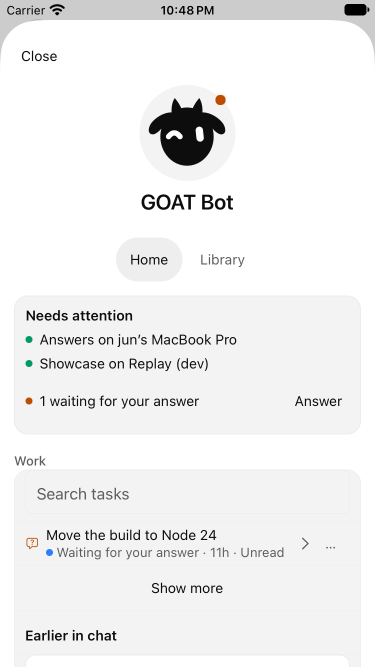 Carrier 10:48 PM
Close
GOAT Bot
Home Library
Needs attention
Answers on jun’s MacBook Pro
Showcase on Replay (dev)
1 waiting for your answer Answer
Work
Search tasks
Move the build to Node 24
Waiting for your answer · 11h · Unread ...
Show more
Earlier in chat